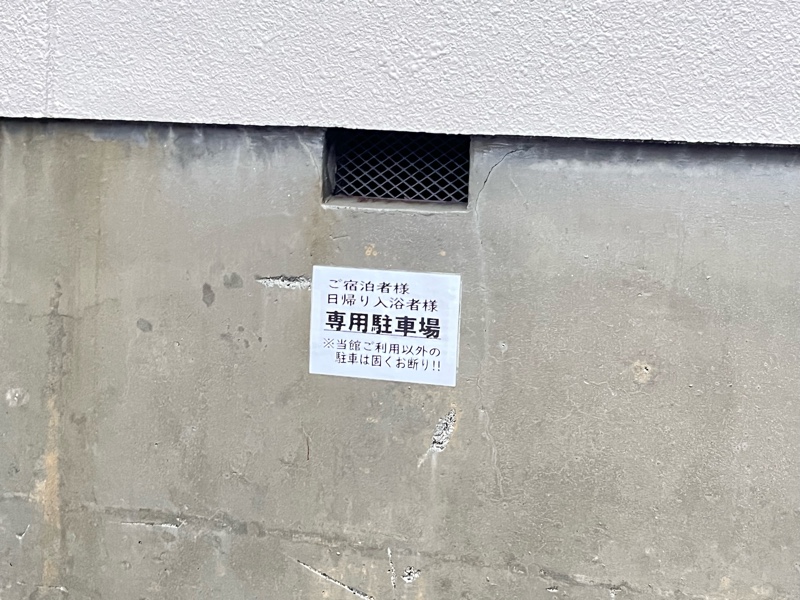 ご宿泊者様
日帰り入浴者様
専用駐車場
※当館ご利用以外の
駐車は固くお断り!!